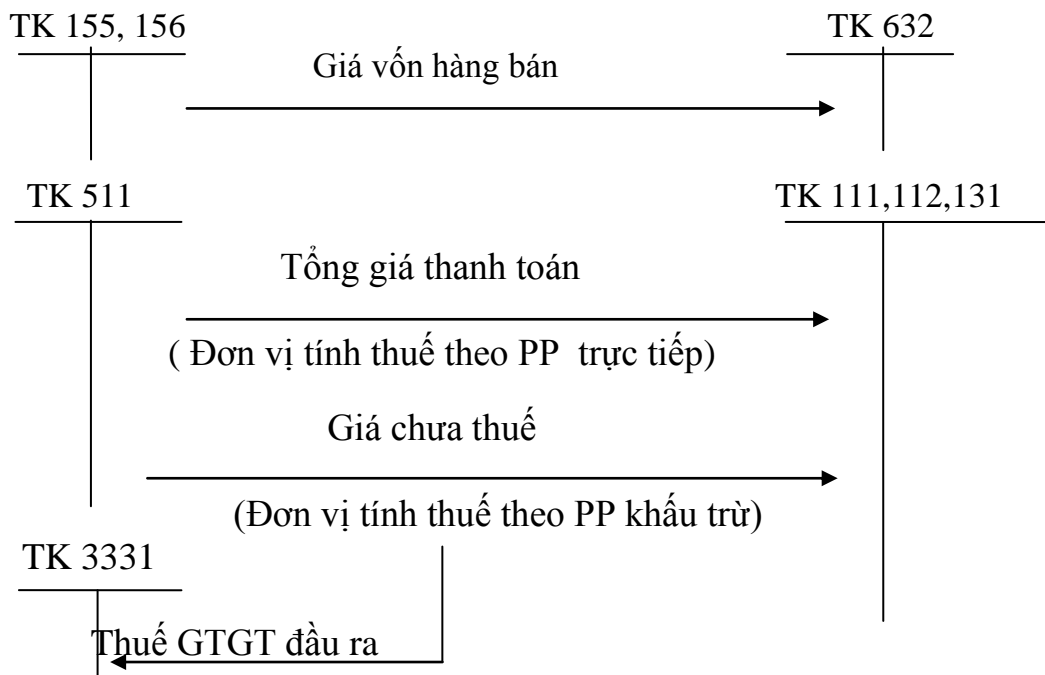 TK 155, 156
TK 632
Giá vốn hàng bán
TK 511
TK 111,112,131
Tổng giá thanh toán
( Đơn vị tính thuế theo PP trực tiếp)
Giá chưa thuế
(Đơn vị tính thuế theo PP khấu trừ)
TK 3331
Thuế GTGT đầu ra